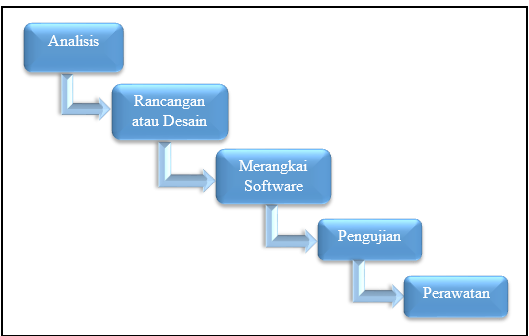 Analisis
Rancangan
atau Desain
Merangkai
Software
Pengujian
Perawatan